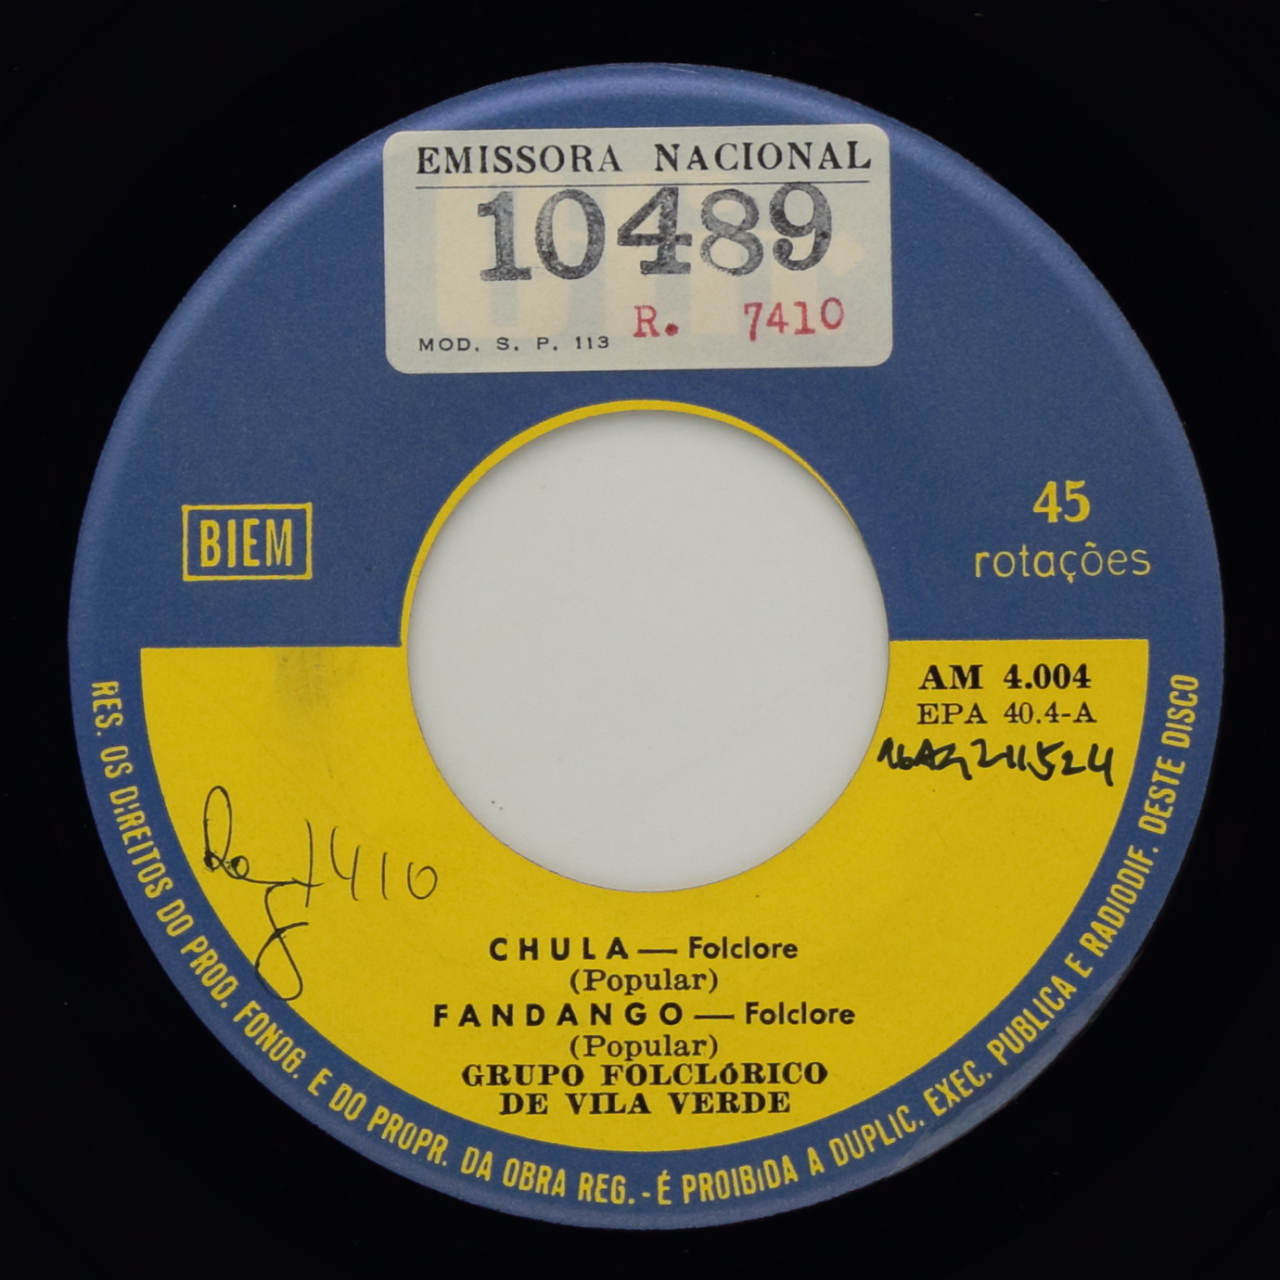 EMISSORA NACIONAL
10489
R. 7410
MOD. S. P. 113
BIEM
45
rotações
AM 4.004
EPA 40.4-A
7410
CHULA — Folclore
(Popular)
FANDANGO — Folclore
(Popular)
GRUPO FOLCLÓRICO
DE VILA VERDE
RES. OS DIREITOS DO PROD. FONOG. E DO PROPR. DA OBRA REG. - É PROIBIDA A DUPLIC. EXEC. PUBLICA E RADIODIF. DESTE DISCO